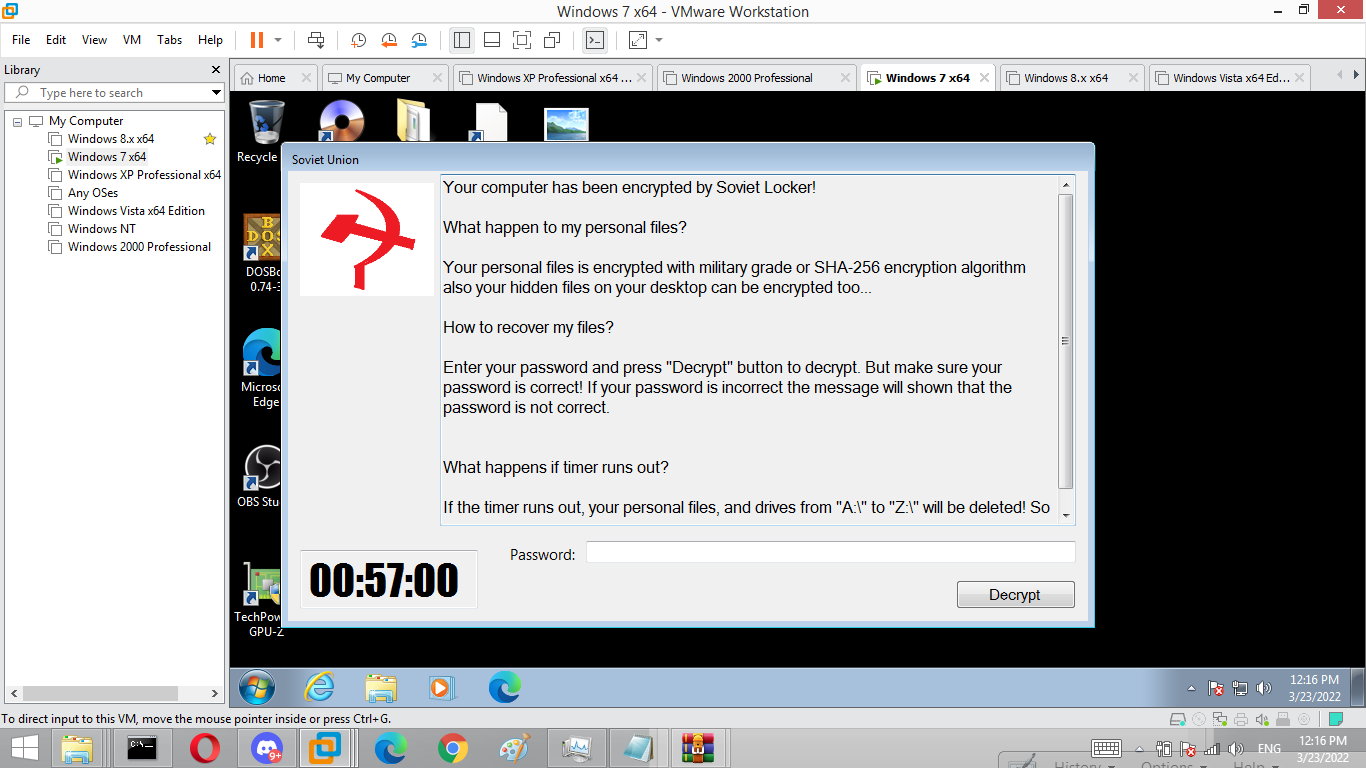 Windows 7 x64 - VMware Workstation
File Edit View VM Tabs Help
Library
Type here to search
My Computer
Windows 8.x x64
Windows 7 x64
Windows XP Professional x64
Any OSes
Windows Vista x64 Edition
Windows NT
Windows 2000 Professional
Home My Computer Windows XP Professional x64 ... Windows 2000 Professional Windows 7 x64 Windows 8.x x64 Windows Vista x64 Ed...
Recycle
DOSBo
0.74-3
Microso
Edge
OBS Stu
TechPow
GPU-Z
Soviet Union
Your computer has been encrypted by Soviet Locker!
What happen to my personal files?
Your personal files is encrypted with military grade or SHA-256 encryption algorithm
also your hidden files on your desktop can be encrypted too...
How to recover my files?
Enter your password and press "Decrypt" button to decrypt. But make sure your
password is correct! If your password is incorrect the message will shown that the
password is not correct.
What happens if timer runs out?
If the timer runs out, your personal files, and drives from "A:\" to "Z:\" will be deleted! So
00:57:00
Password:
Decrypt
12:16 PM
3/23/2022
To direct input to this VM, move the mouse pointer inside or press Ctrl+G.
9+
ENG
12:16 PM
3/23/2022
History Options Help